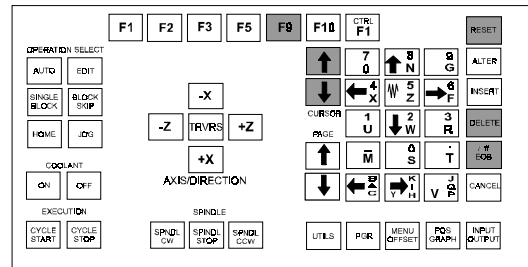 F1 F2 F3 F5 F9 F10 CTRL F1 RESET
OPERATION SELECT
AUTO EDIT
SINGLE BLOCK BLOCK SKIP
HOME JOG
COOLANT
ON OFF
EXECUTION
CYCLE START CYCLE STOP
-X
-Z TRVRS +Z
+X
AXIS/DIRECTION
SPINDLE
SPNDL CW SPNDL STOP SPNDL CCW
7 8 N 9 G ALTER
4 X 5 Z 6 F INSERT
CURSOR
1 U 2 W 3 R DELETE
PAGE
- M 0 S . T / # EOB
C Y K I H V J Q P CANCEL
UTILS PGR MENU OFFSET POS GRAPH INPUT OUTPUT